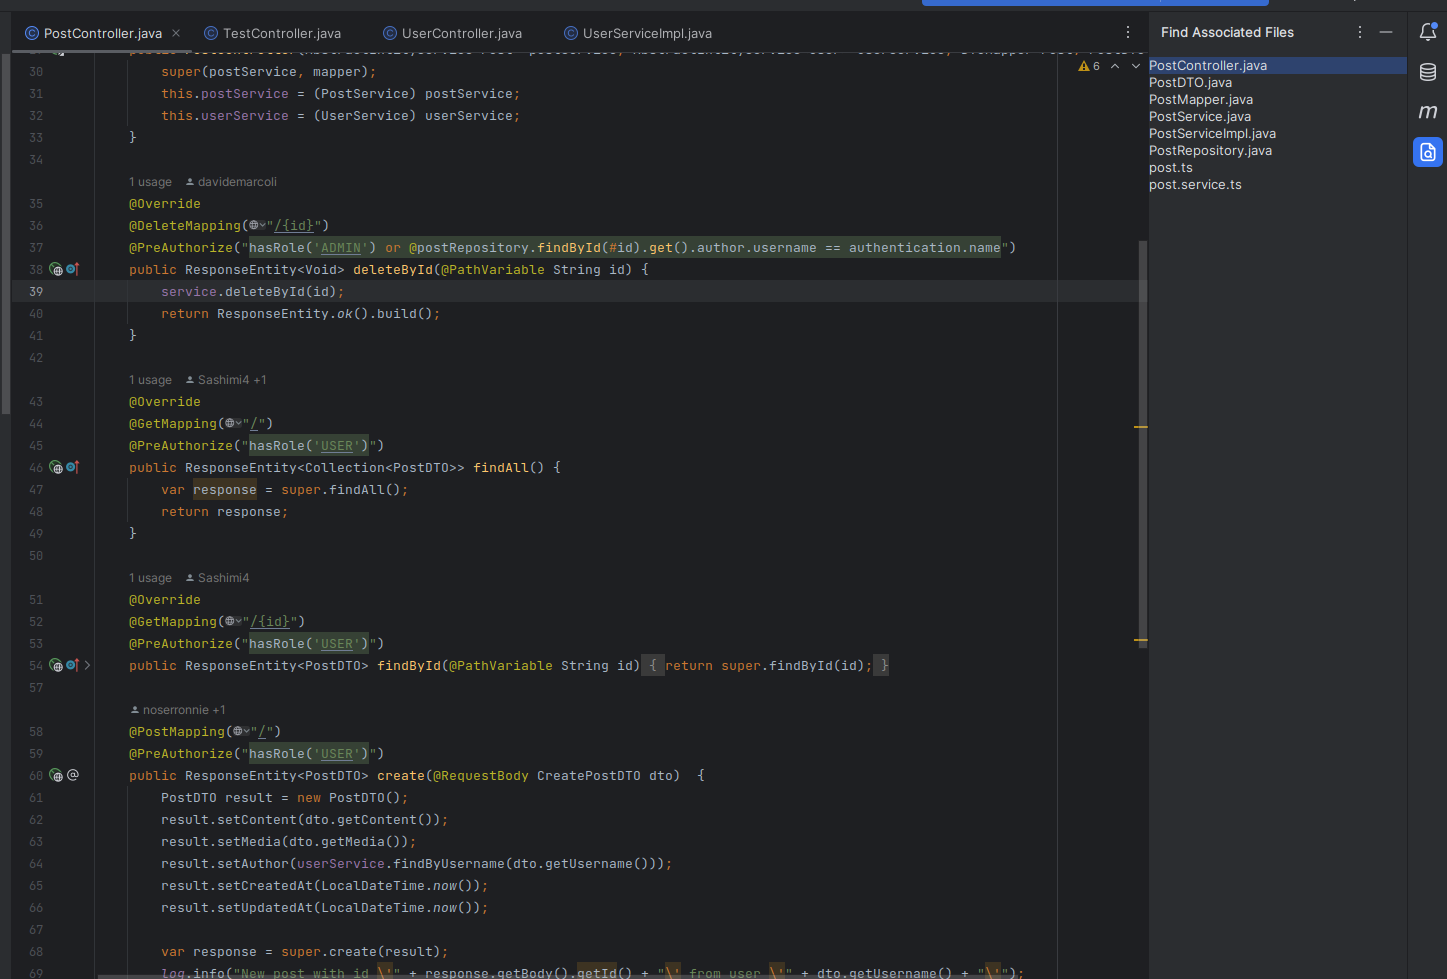 PostController.java
TestController.java
UserController.java
UserServiceImpl.java
Find Associated Files
6
30 super(postService, mapper);
31 this.postService = (PostService) postService;
32 this.userService = (UserService) userService;
33 }
34
1 usage davidemarcoli
35 @Override
36 @DeleteMapping("/{id}")
37 @PreAuthorize("hasRole('ADMIN') or @postRepository.findById(#id).get().author.username == authentication.name")
38 public ResponseEntity<Void> deleteById(@PathVariable String id) {
39 service.deleteById(id);
40 return ResponseEntity.ok().build();
41 }
42
1 usage Sashimi4 +1
43 @Override
44 @GetMapping("/")
45 @PreAuthorize("hasRole('USER')")
46 public ResponseEntity<Collection<PostDTO>> findAll() {
47 var response = super.findAll();
48 return response;
49 }
50
1 usage Sashimi4
51 @Override
52 @GetMapping("/{id}")
53 @PreAuthorize("hasRole('USER')")
54 public ResponseEntity<PostDTO> findById(@PathVariable String id) { return super.findById(id); }
57
noserronnie +1
58 @PostMapping("/")
59 @PreAuthorize("hasRole('USER')")
60 public ResponseEntity<PostDTO> create(@RequestBody CreatePostDTO dto) {
61 PostDTO result = new PostDTO();
62 result.setContent(dto.getContent());
63 result.setMedia(dto.getMedia());
64 result.setAuthor(userService.findByUsername(dto.getUsername()));
65 result.setCreatedAt(LocalDateTime.now());
66 result.setUpdatedAt(LocalDateTime.now());
67
68 var response = super.create(result);
69 log.info("New post with id \'" + response.getBody().getId() + "\' from user \'" + dto.getUsername() + "\'");
PostController.java
PostDTO.java
PostMapper.java
PostService.java
PostServiceImpl.java
PostRepository.java
post.ts
post.service.ts
m